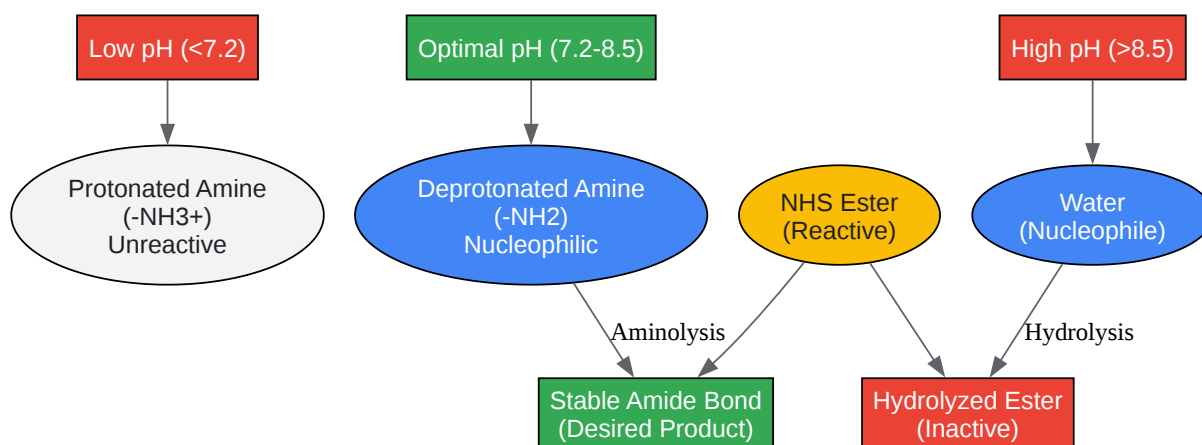 Low pH (<7.2)
Optimal pH (7.2-8.5)
High pH (>8.5)
Protonated Amine
(-NH3+)
Unreactive
Deprotonated Amine
(-NH2)
Nucleophilic
NHS Ester
(Reactive)
Water
(Nucleophile)
Aminolysis
Hydrolysis
Stable Amide Bond
(Desired Product)
Hydrolyzed Ester
(Inactive)